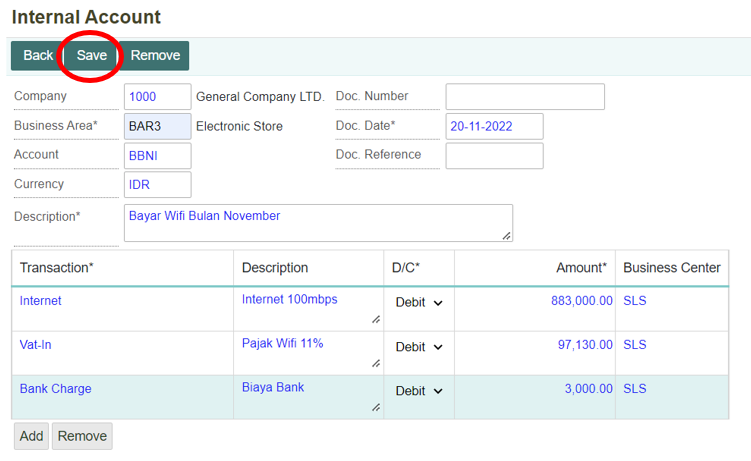 Internal Account
Back Save Remove
Company 1000 General Company LTD. Doc. Number
Business Area* BAR3 Electronic Store Doc. Date* 20-11-2022
Account BBNI Doc. Reference
Currency IDR
Description* Bayar Wifi Bulan November
Transaction* Description D/C* Amount* Business Center
Internet Internet 100mbps Debit 883,000.00 SLS
Vat-In Pajak Wifi 11% Debit 97,130.00 SLS
Bank Charge Biaya Bank Debit 3,000.00 SLS
Add Remove